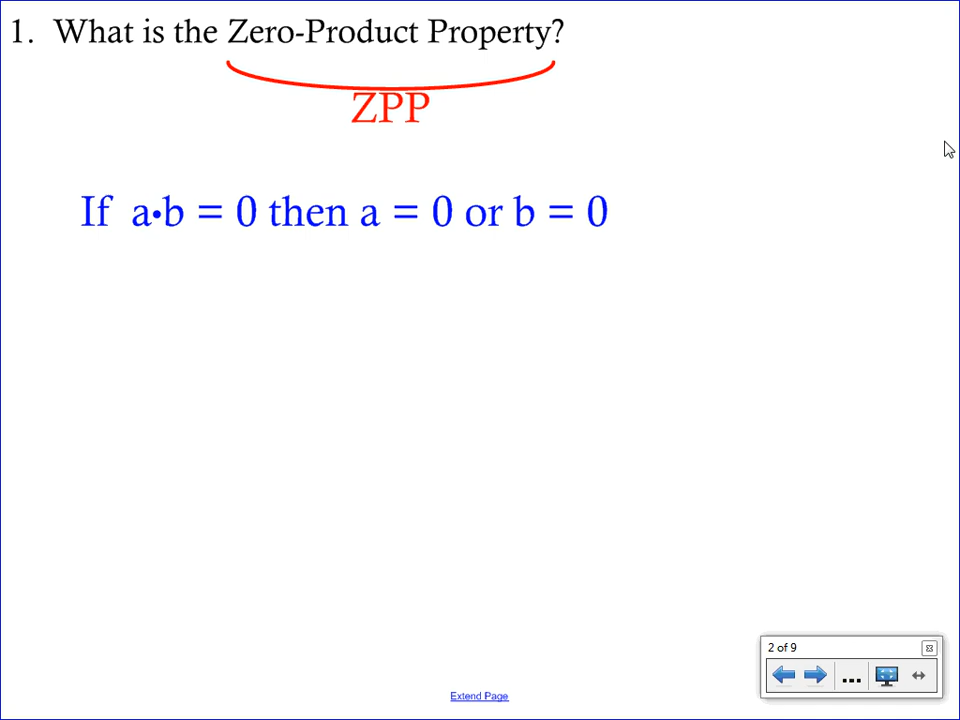 1. What is the Zero-Product Property?
ZPP
If a•b = 0 then a = 0 or b = 0
2 of 9
...
Extend Page